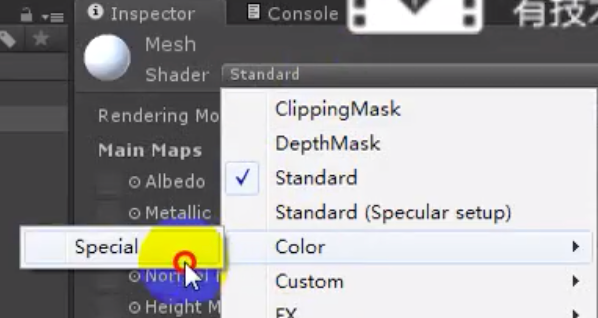 Inspector
Console
有技
Mesh
Shader
Standard
Rendering Mo
Main Maps
Albedo
Metallic
Height M
ClippingMask
DepthMask
Standard
Standard (Specular setup)
Color
Custom
FX
Special